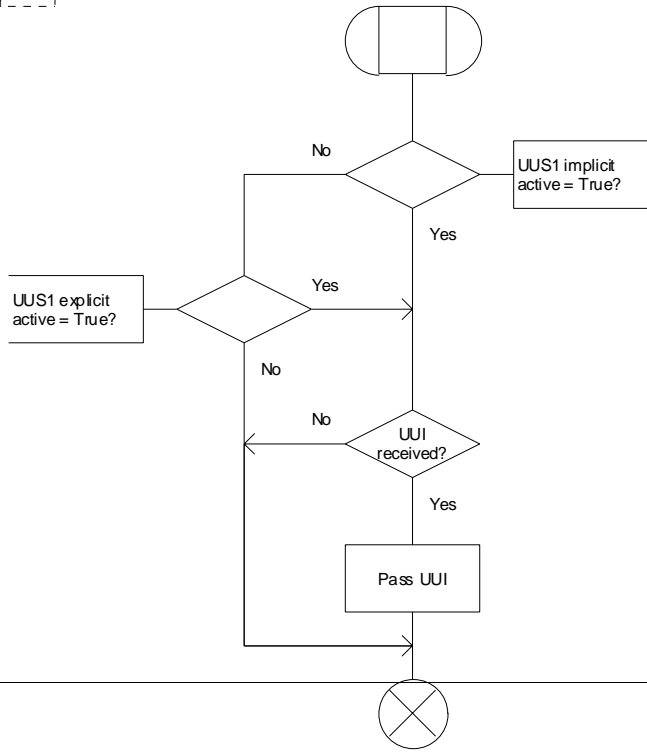 No
UUS1 implicit
active = True?
Yes
UUS1 explicit
active = True?
Yes
No
No
UUI
received?
Yes
Pass UUI